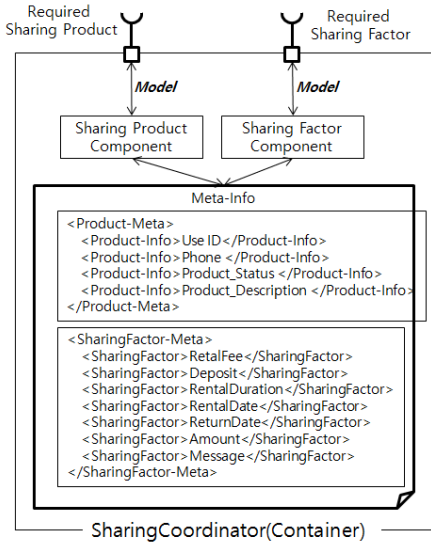 Required
Sharing Product
Required
Sharing Factor
Model
Model
Sharing Product
Component
Sharing Factor
Component
Meta-Info
<Product-Meta>
<Product-Info>Use ID</Product-Info>
<Product-Info>Phone </Product-Info>
<Product-Info>Product_Status </Product-Info>
<Product-Info>Product_Description </Product-Info>
</Product-Meta>
<SharingFactor-Meta>
<SharingFactor>RetalFee</SharingFactor>
<SharingFactor>Deposit</SharingFactor>
<SharingFactor>RentalDuration</SharingFactor>
<SharingFactor>RentalDate</SharingFactor>
<SharingFactor>ReturnDate</SharingFactor>
<SharingFactor>Amount</SharingFactor>
<SharingFactor>Message</SharingFactor>
</SharingFactor-Meta>
SharingCoordinator(Container)